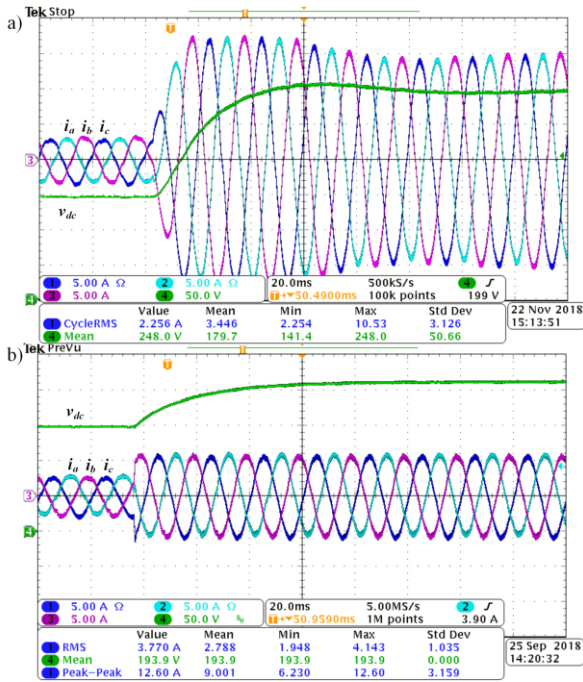 a) Tek Stop
T
T
i_a i_b i_c
3
v_dc
4
1 5.00 A Ω 2 5.00 A Ω 20.0ms 500kS/s 4 ∫
3 5.00 A 4 50.0 V T→▾50.4900ms 100k points 199 V
Value Mean Min Max Std Dev 22 Nov 2018
1 CycleRMS 2.256 A 3.446 2.254 10.53 3.126 15:13:51
4 Mean 248.0 V 179.7 141.4 248.0 50.66
b) Tek PreVu
T
T
v_dc
i_a i_b i_c
3
4
1 5.00 A Ω 2 5.00 A Ω 20.0ms 5.00MS/s 2 ∫
3 5.00 A 4 50.0 V T→▾50.9590ms 1M points 3.90 A
Value Mean Min Max Std Dev
1 RMS 3.770 A 2.788 1.948 4.143 1.035 25 Sep 2018
4 Mean 193.9 V 193.9 193.9 193.9 0.000 14:20:32
1 Peak-Peak 12.60 A 9.001 6.230 12.60 3.159